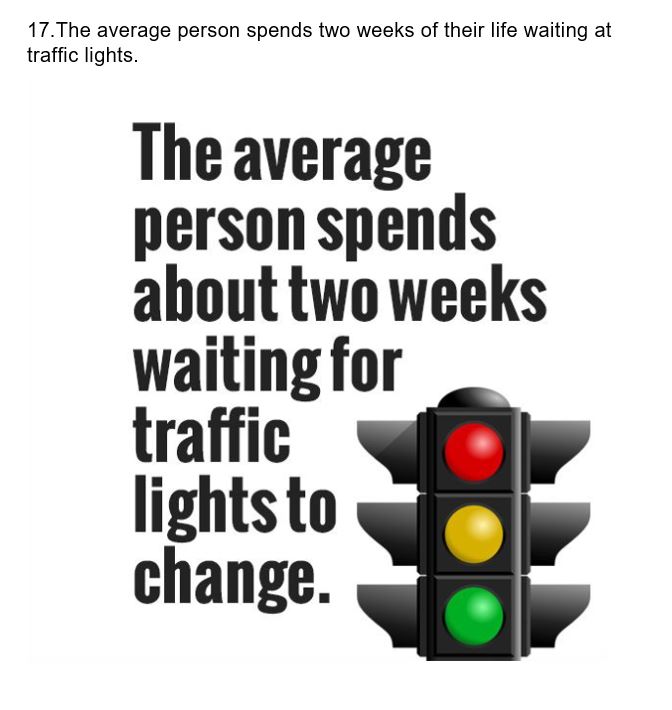 17.The average person spends two weeks of their life waiting at
traffic lights.
The average
person spends
about two weeks
waiting for
traffic
lights to
change.